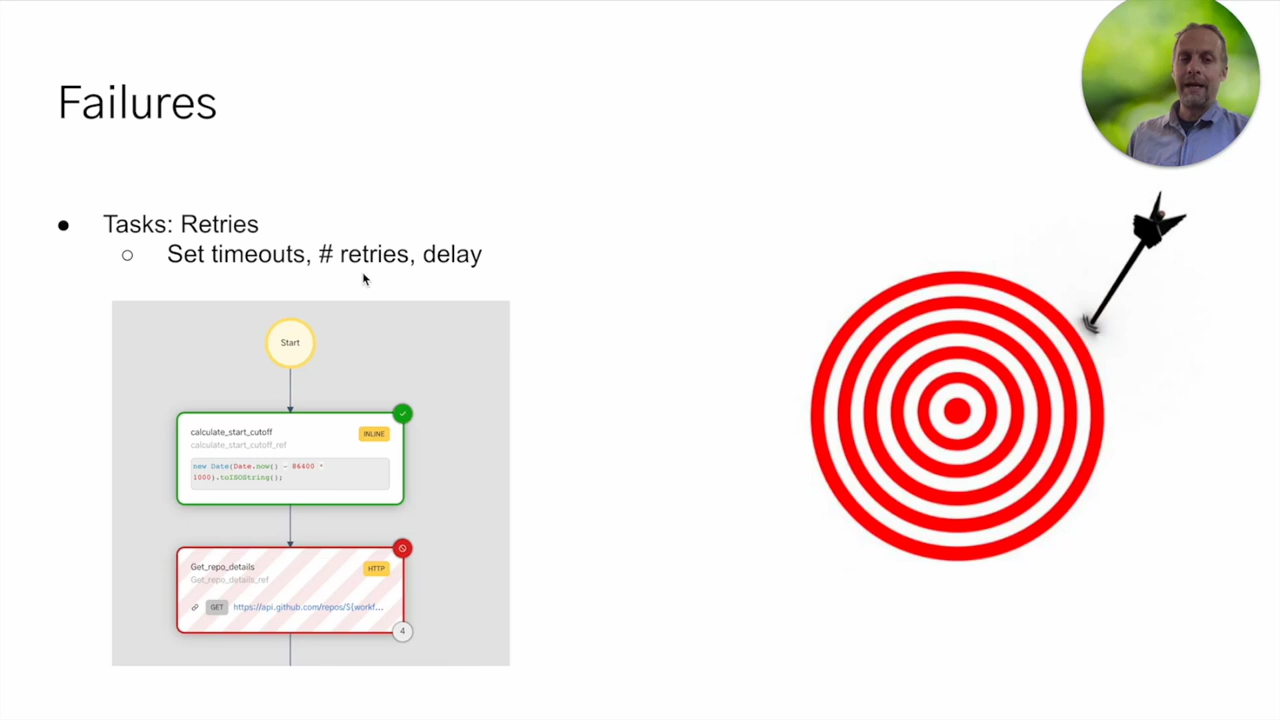 Failures
● Tasks: Retries
○ Set timeouts, # retries, delay
Start
calculate_start_cutoff
INLINE
calculate_start_cutoff_ref
new Date(Date.now() - 86400 *
1000).toISOString();
Get_repo_details
HTTP
Get_repo_details_ref
GET https://api.github.com/repos/${workf...
4